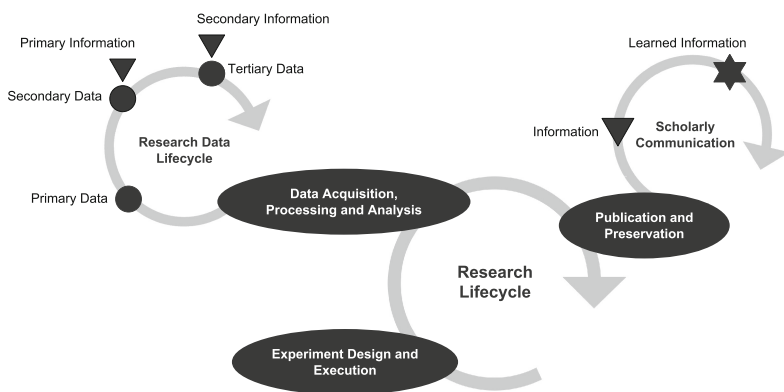 Secondary Information
Primary Information
Tertiary Data
Secondary Data
Research Data
Lifecycle
Primary Data
Data Acquisition,
Processing and Analysis
Learned Information
Information
Scholarly
Communication
Publication and
Preservation
Research
Lifecycle
Experiment Design and
Execution